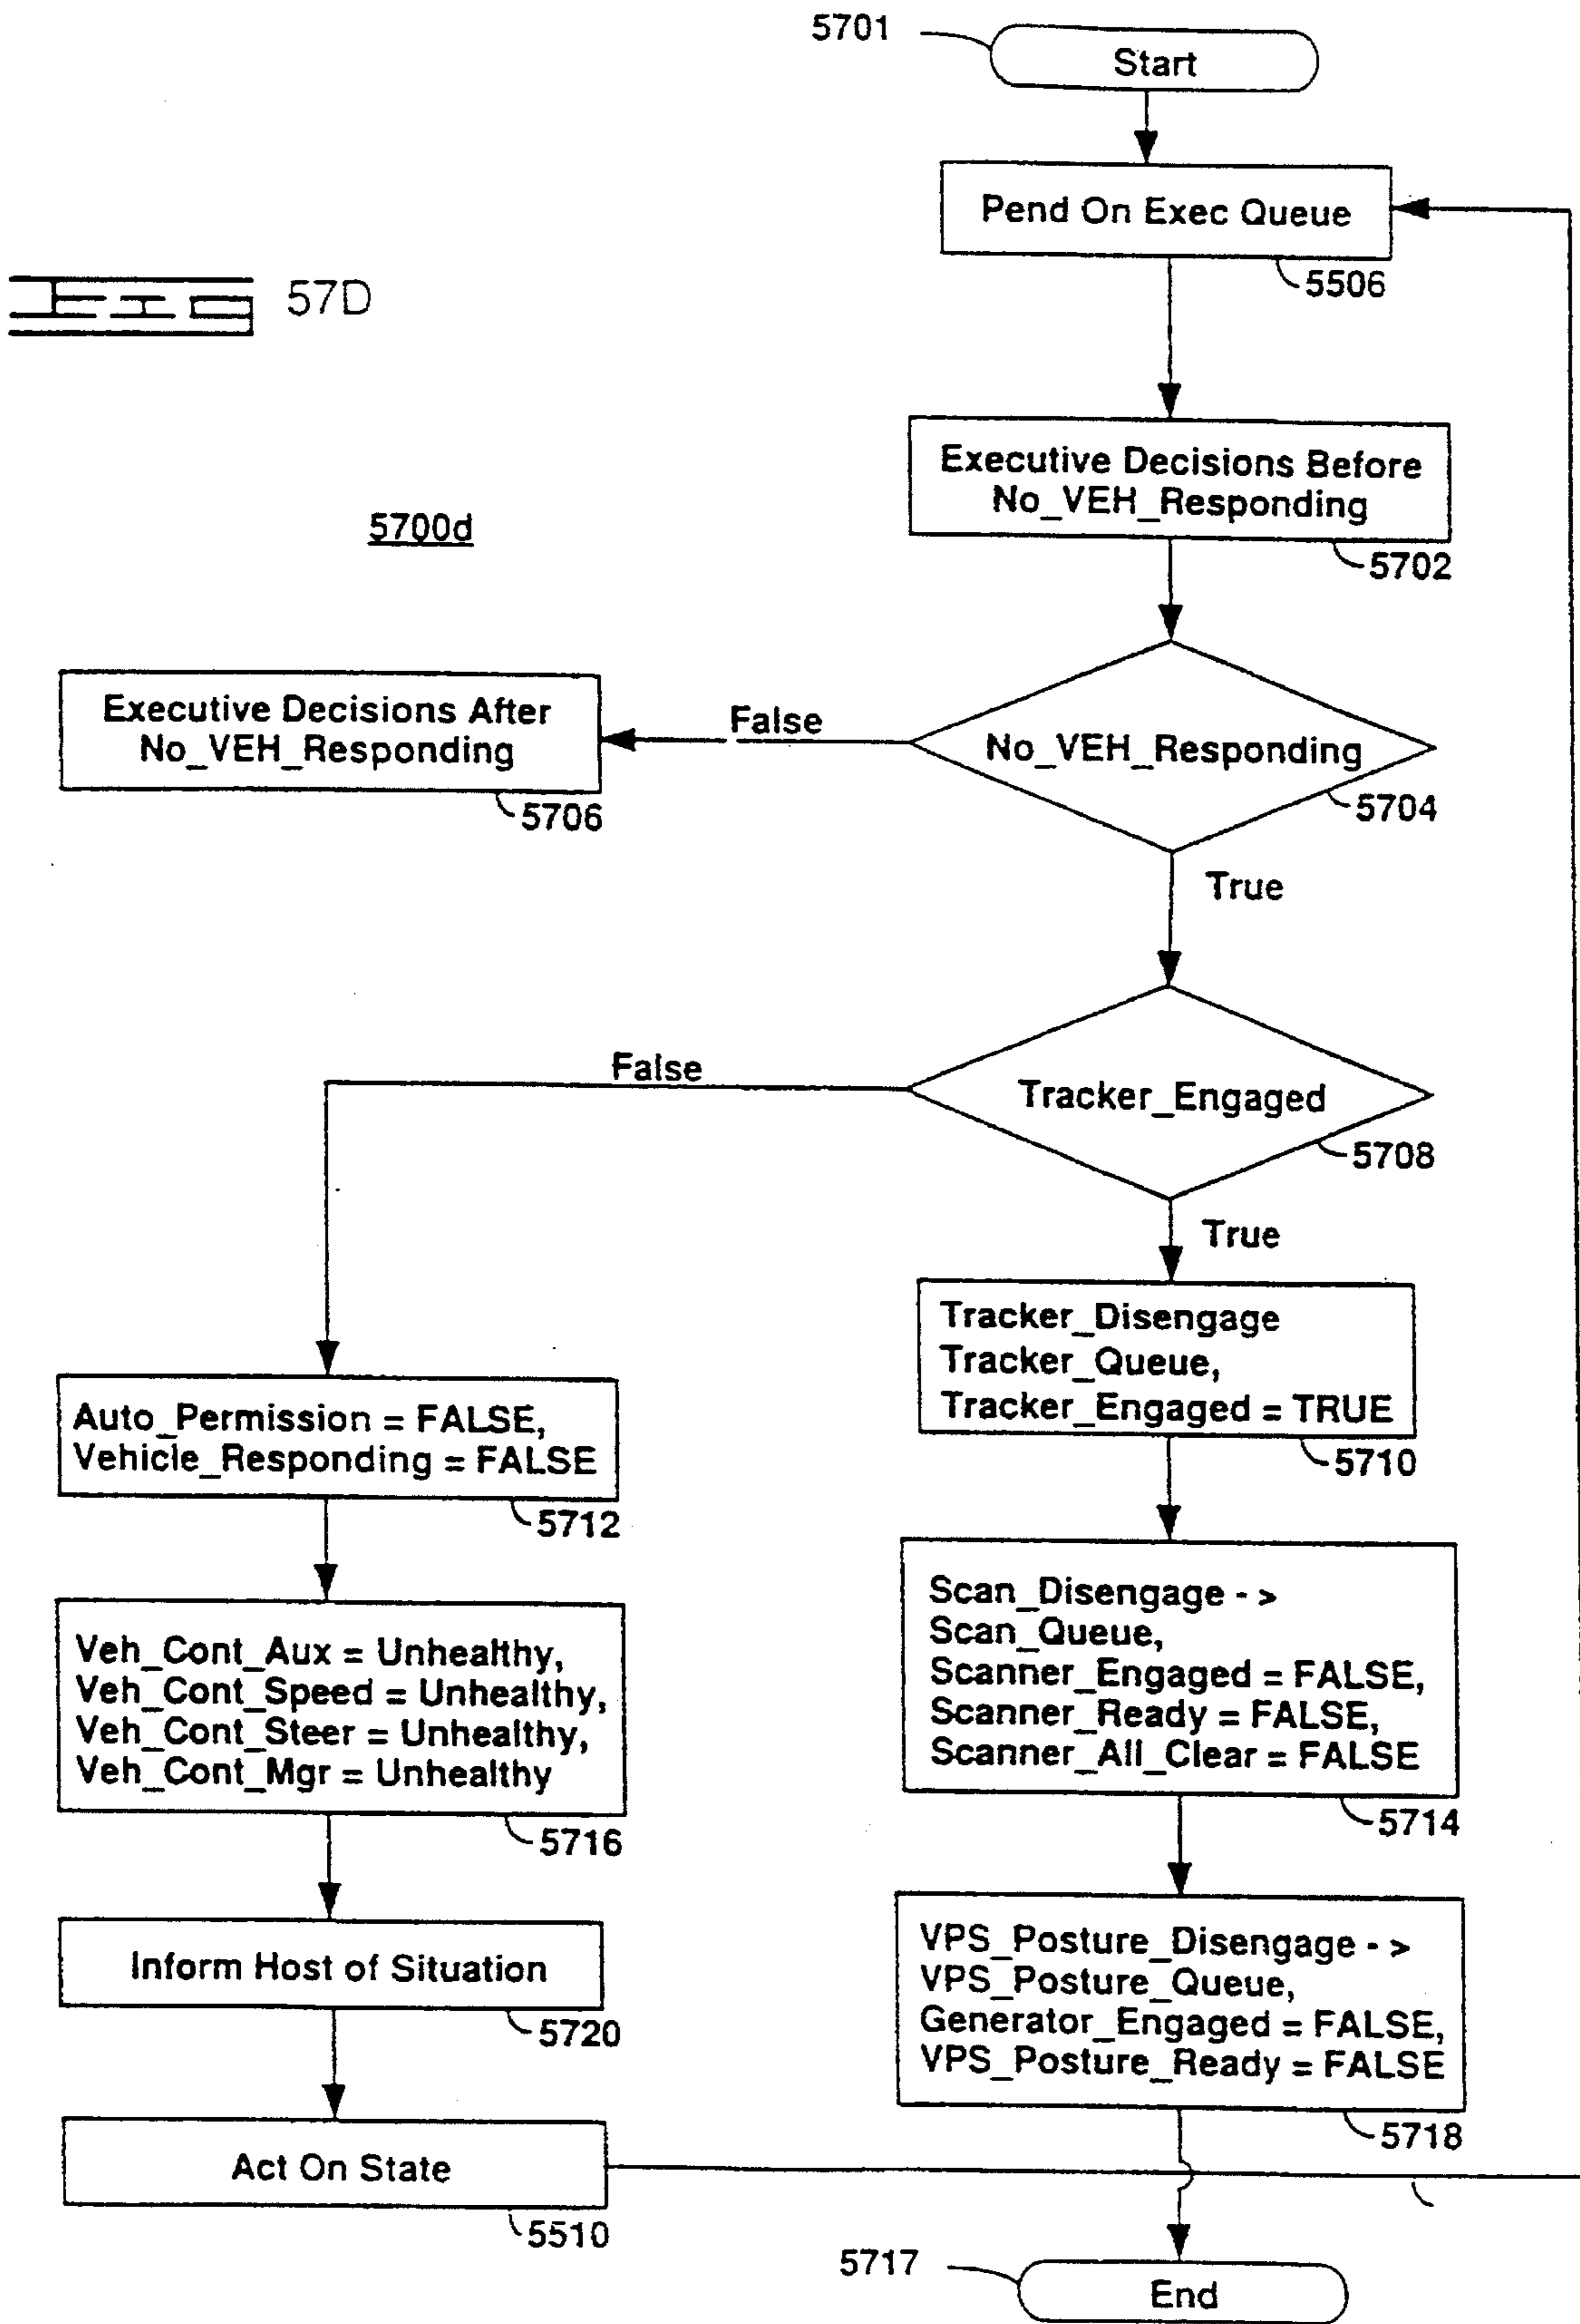 5701
Start
Pend On Exec Queue
5506
FIG 57D
Executive Decisions Before
No_VEH_Responding
5702
5700d
Executive Decisions After
No_VEH_Responding
5706
False
No_VEH_Responding
5704
True
False
Tracker_Engaged
5708
True
Tracker_Disengage
Tracker_Queue,
Tracker_Engaged = TRUE
5710
Auto_Permission = FALSE,
Vehicle_Responding = FALSE
5712
Scan_Disengage - >
Scan_Queue,
Scanner_Engaged = FALSE,
Scanner_Ready = FALSE,
Scanner_All_Clear = FALSE
5714
Veh_Cont_Aux = Unhealthy,
Veh_Cont_Speed = Unhealthy,
Veh_Cont_Steer = Unhealthy,
Veh_Cont_Mgr = Unhealthy
5716
VPS_Posture_Disengage - >
VPS_Posture_Queue,
Generator_Engaged = FALSE,
VPS_Posture_Ready = FALSE
5718
Inform Host of Situation
5720
Act On State
5510
5717
End